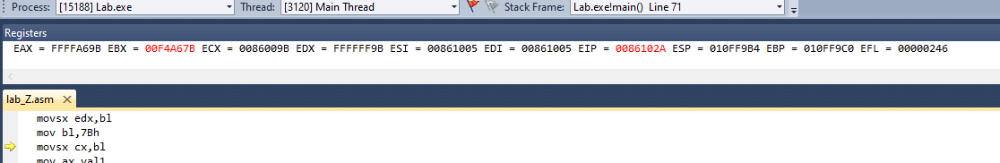 Process: [15188] Lab.exe Thread: [3120] Main Thread Stack Frame: Lab.exe!main() Line 71
Registers
EAX = FFFFA69B EBX = 00F4A67B ECX = 0086009B EDX = FFFFFF9B ESI = 00861005 EDI = 00861005 EIP = 0086102A ESP = 010FF9B4 EBP = 010FF9C0 EFL = 00000246
lab_Z.asm
movsx edx,bl
mov bl,7Bh
movsx cx,bl
mov ax,val1